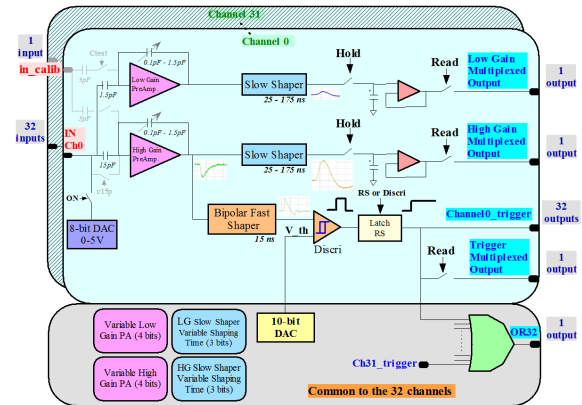 Channel 31
Channel 0
1
input
in_calib
Ctest
3pF
3pF
0.1pF - 1.5pF
Low Gain
PreAmp
Slow Shaper
25 - 175 ns
Hold
Read
Low Gain
Multiplexed
Output
1
output
32
inputs
IN
Ch0
1.5pF
15pF
c15p
0.1pF - 1.5pF
High Gain
PreAmp
Slow Shaper
25 - 175 ns
Hold
Read
High Gain
Multiplexed
Output
1
output
ON
8-bit DAC
0-5V
Bipolar Fast
Shaper
15 ns
V_th
Discri
RS or Discri
Latch
RS
Channel0_trigger
32
outputs
Read
Trigger
Multiplexed
Output
1
output
Variable Low
Gain PA (4 bits)
LG Slow Shaper
Variable Shaping
Time (3 bits)
10-bit
DAC
OR32
1
output
Variable High
Gain PA (4 bits)
HG Slow Shaper
Variable Shaping
Time (3 bits)
Ch31_trigger
Common to the 32 channels